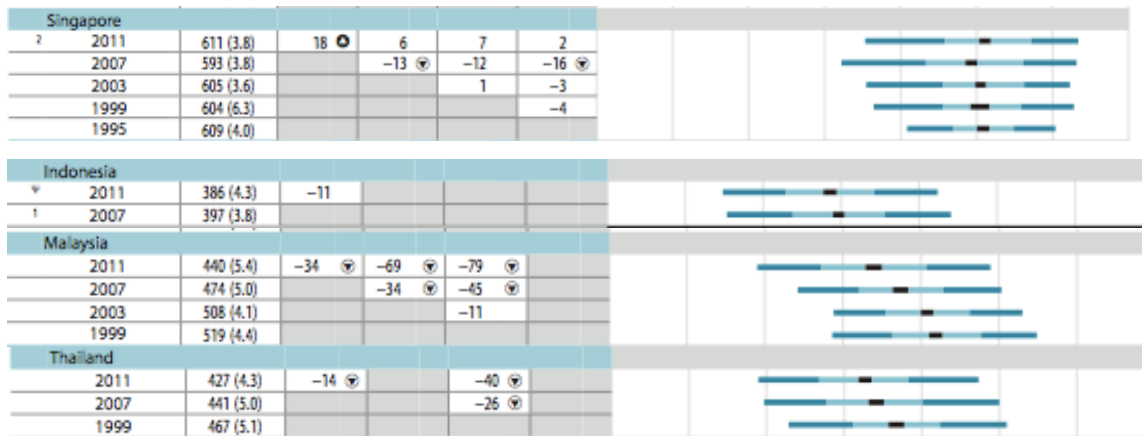 Singapore
2 2011 611 (3.8) 18 6 7 2
2007 593 (3.8) −13 −12 −16
2003 605 (3.6) 1 −3
1999 604 (6.3) −4
1995 609 (4.0)
Indonesia
ψ 2011 386 (4.3) −11
1 2007 397 (3.8)
Malaysia
2011 440 (5.4) −34 −69 −79
2007 474 (5.0) −34 −45
2003 508 (4.1) −11
1999 519 (4.4)
Thailand
2011 427 (4.3) −14 −40
2007 441 (5.0) −26
1999 467 (5.1)